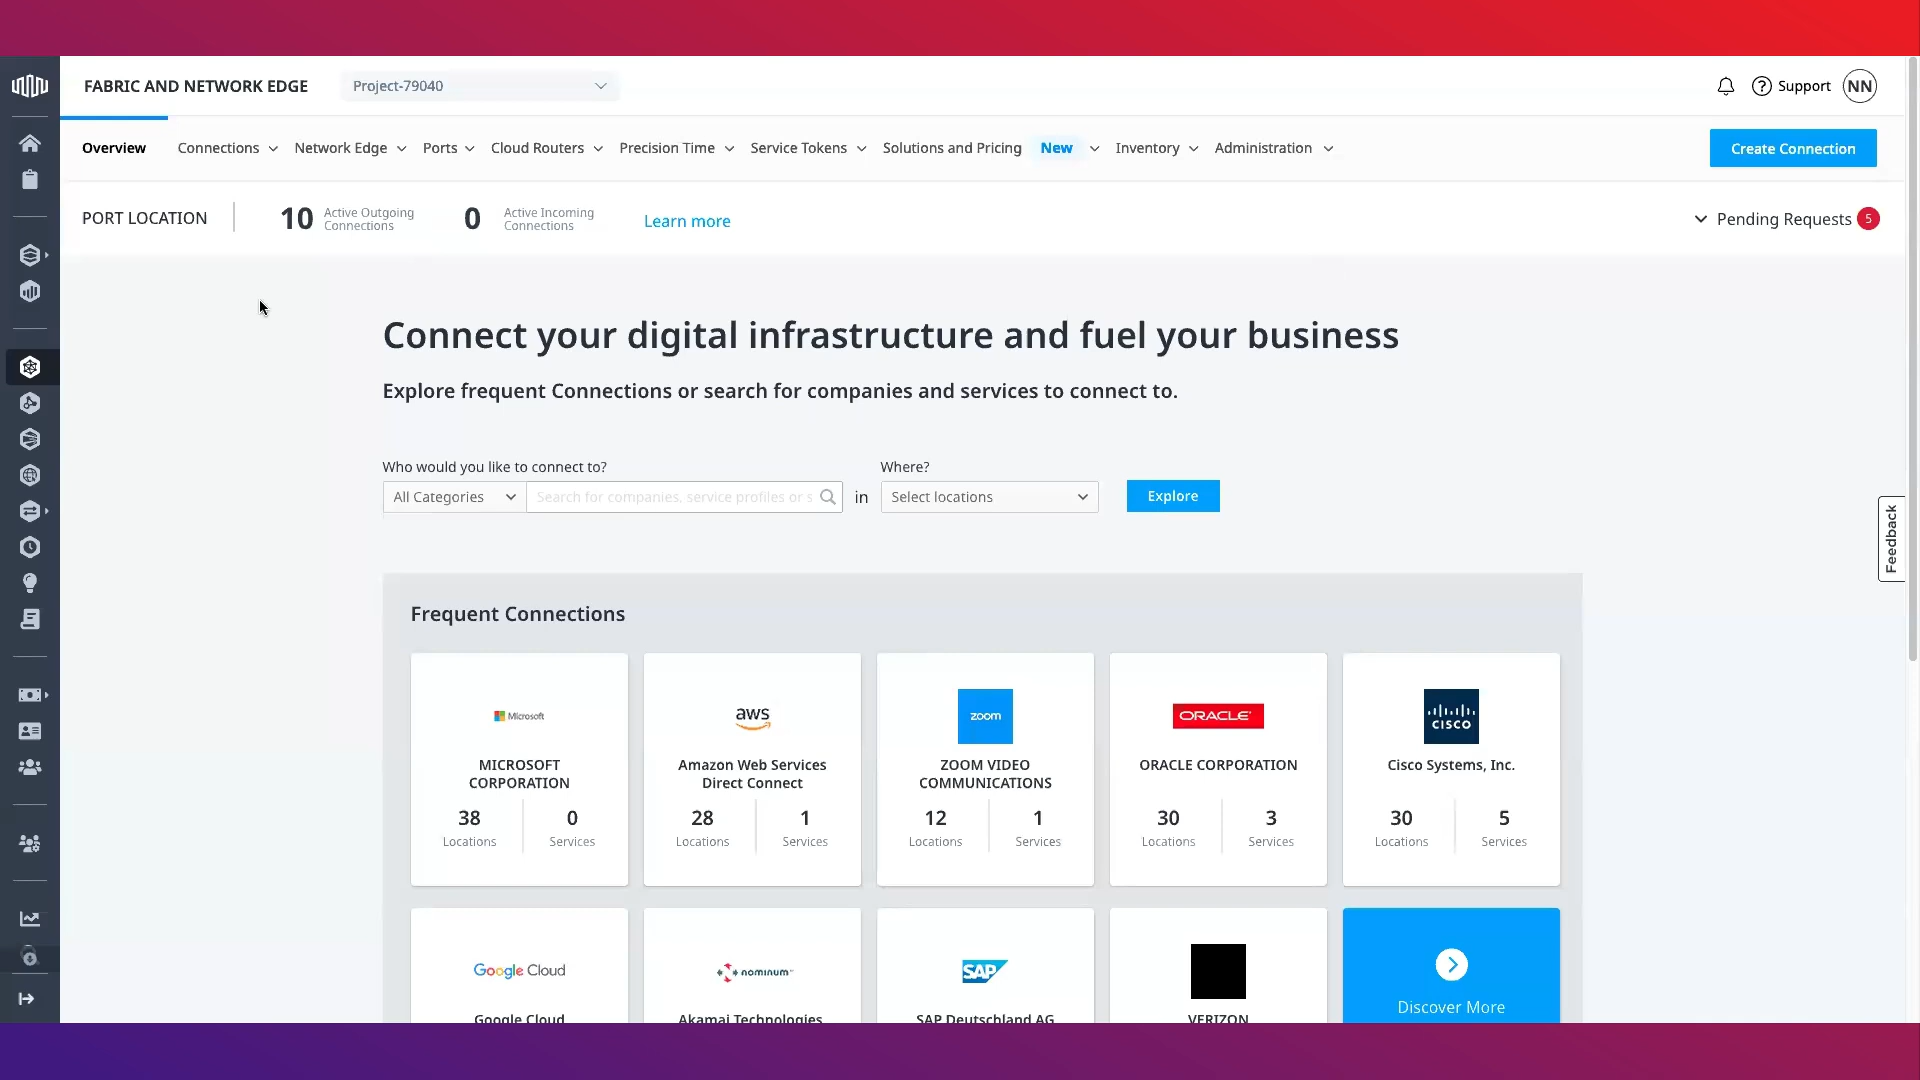 FABRIC AND NETWORK EDGE
Project-79040
Support
NN
Overview
Connections
Network Edge
Ports
Cloud Routers
Precision Time
Service Tokens
Solutions and Pricing
New
Inventory
Administration
Create Connection
PORT LOCATION
10
Active Outgoing
Connections
0
Active Incoming
Connections
Learn more
Pending Requests
5
Connect your digital infrastructure and fuel your business
Explore frequent Connections or search for companies and services to connect to.
Who would you like to connect to?
Where?
All Categories
Search for companies, service profiles or s
in
Select locations
Explore
Feedback
Frequent Connections
Microsoft
aws
zoom
ORACLE
CISCO
MICROSOFT
CORPORATION
Amazon Web Services
Direct Connect
ZOOM VIDEO
COMMUNICATIONS
ORACLE CORPORATION
Cisco Systems, Inc.
38
0
28
1
12
1
30
3
30
5
Locations
Services
Locations
Services
Locations
Services
Locations
Services
Locations
Services
Google Cloud
nominum
SAP
Google Cloud
Akamai Technologies
SAP Deutschland AG
VERIZON
Discover More